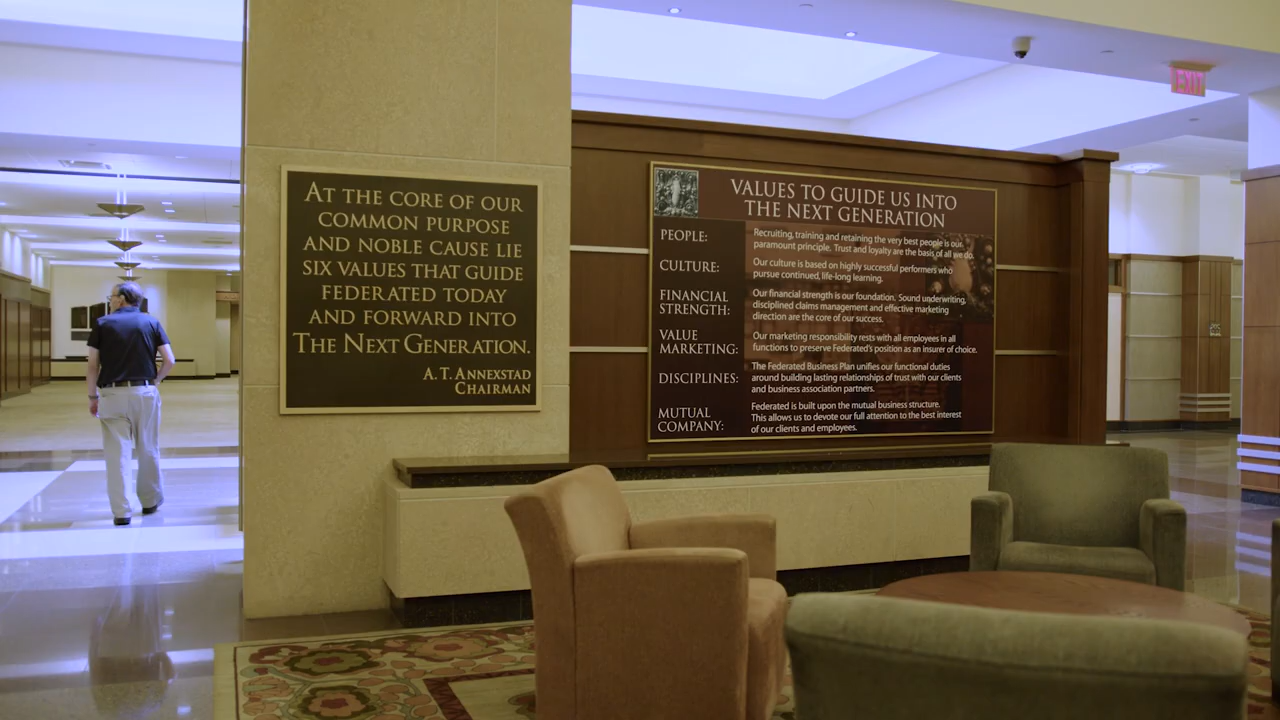 AT THE CORE OF OUR
COMMON PURPOSE
AND NOBLE CAUSE LIE
SIX VALUES THAT GUIDE
FEDERATED TODAY
AND FORWARD INTO
THE NEXT GENERATION.
A. T. ANNEXSTAD
CHAIRMAN
VALUES TO GUIDE US INTO
THE NEXT GENERATION
PEOPLE:
Recruiting, training and retaining the very best people is our
paramount principle. Trust and loyalty are the basis of all we do.
CULTURE:
Our culture is based on highly successful performers who
pursue continued, life-long learning.
FINANCIAL
STRENGTH:
Our financial strength is our foundation. Sound underwriting,
disciplined claims management and effective marketing
direction are the core of our success.
VALUE
MARKETING:
Our marketing responsibility rests with all employees in all
functions to preserve Federated's position as an insurer of choice.
DISCIPLINES:
The Federated Business Plan unifies our functional duties
around building lasting relationships of trust with our clients
and business association partners.
MUTUAL
COMPANY:
Federated is built upon the mutual business structure.
This allows us to devote our full attention to the best interest
of our clients and employees.
EXIT